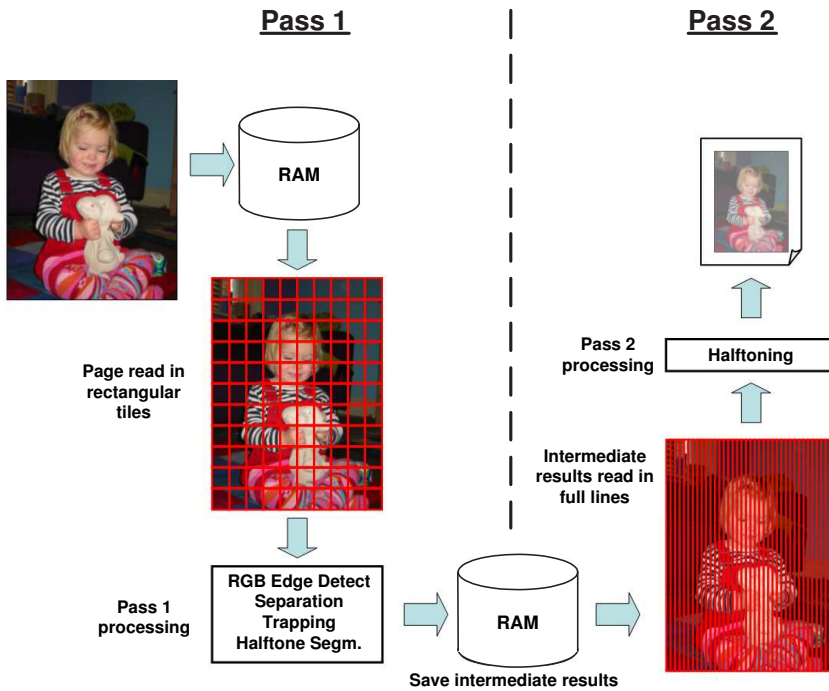 Pass 1
Pass 2
RAM
Page read in
rectangular
tiles
Pass 2
processing
Halftoning
Intermediate
results read in
full lines
Pass 1
processing
RGB Edge Detect
Separation
Trapping
Halftone Segm.
RAM
Save intermediate results